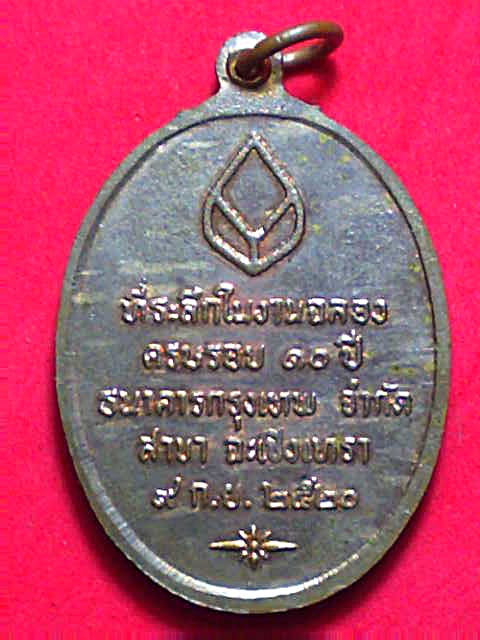 ที่ระลึกในงานฉลอง
ครบรอบ ๑๐ ปี
ธนาคารกรุงเทพ จำกัด
สาขา ฉะเชิงเทรา
๙ ก.ย. ๒๕๒๐